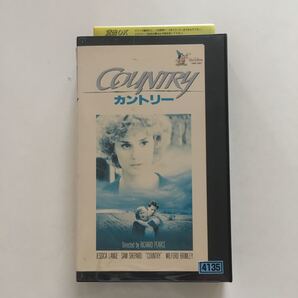 COUNTRY
カントリー
Directed by RICHARD PEARCE
JESSICA LANGE SAM SHEPARD "COUNTRY" WILFORD BRIMLEY
4135